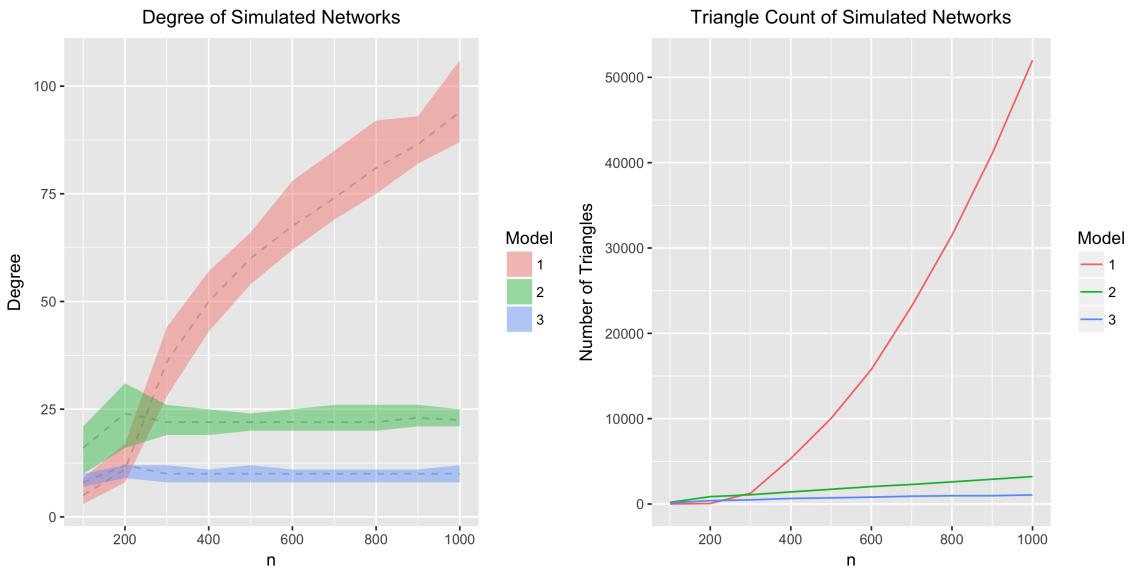 Degree of Simulated Networks
Degree
100
75
50
25
0
200 400 600 800 1000
n
Model
1
2
3
Triangle Count of Simulated Networks
Number of Triangles
50000
40000
30000
20000
10000
0
200 400 600 800 1000
n
Model
1
2
3